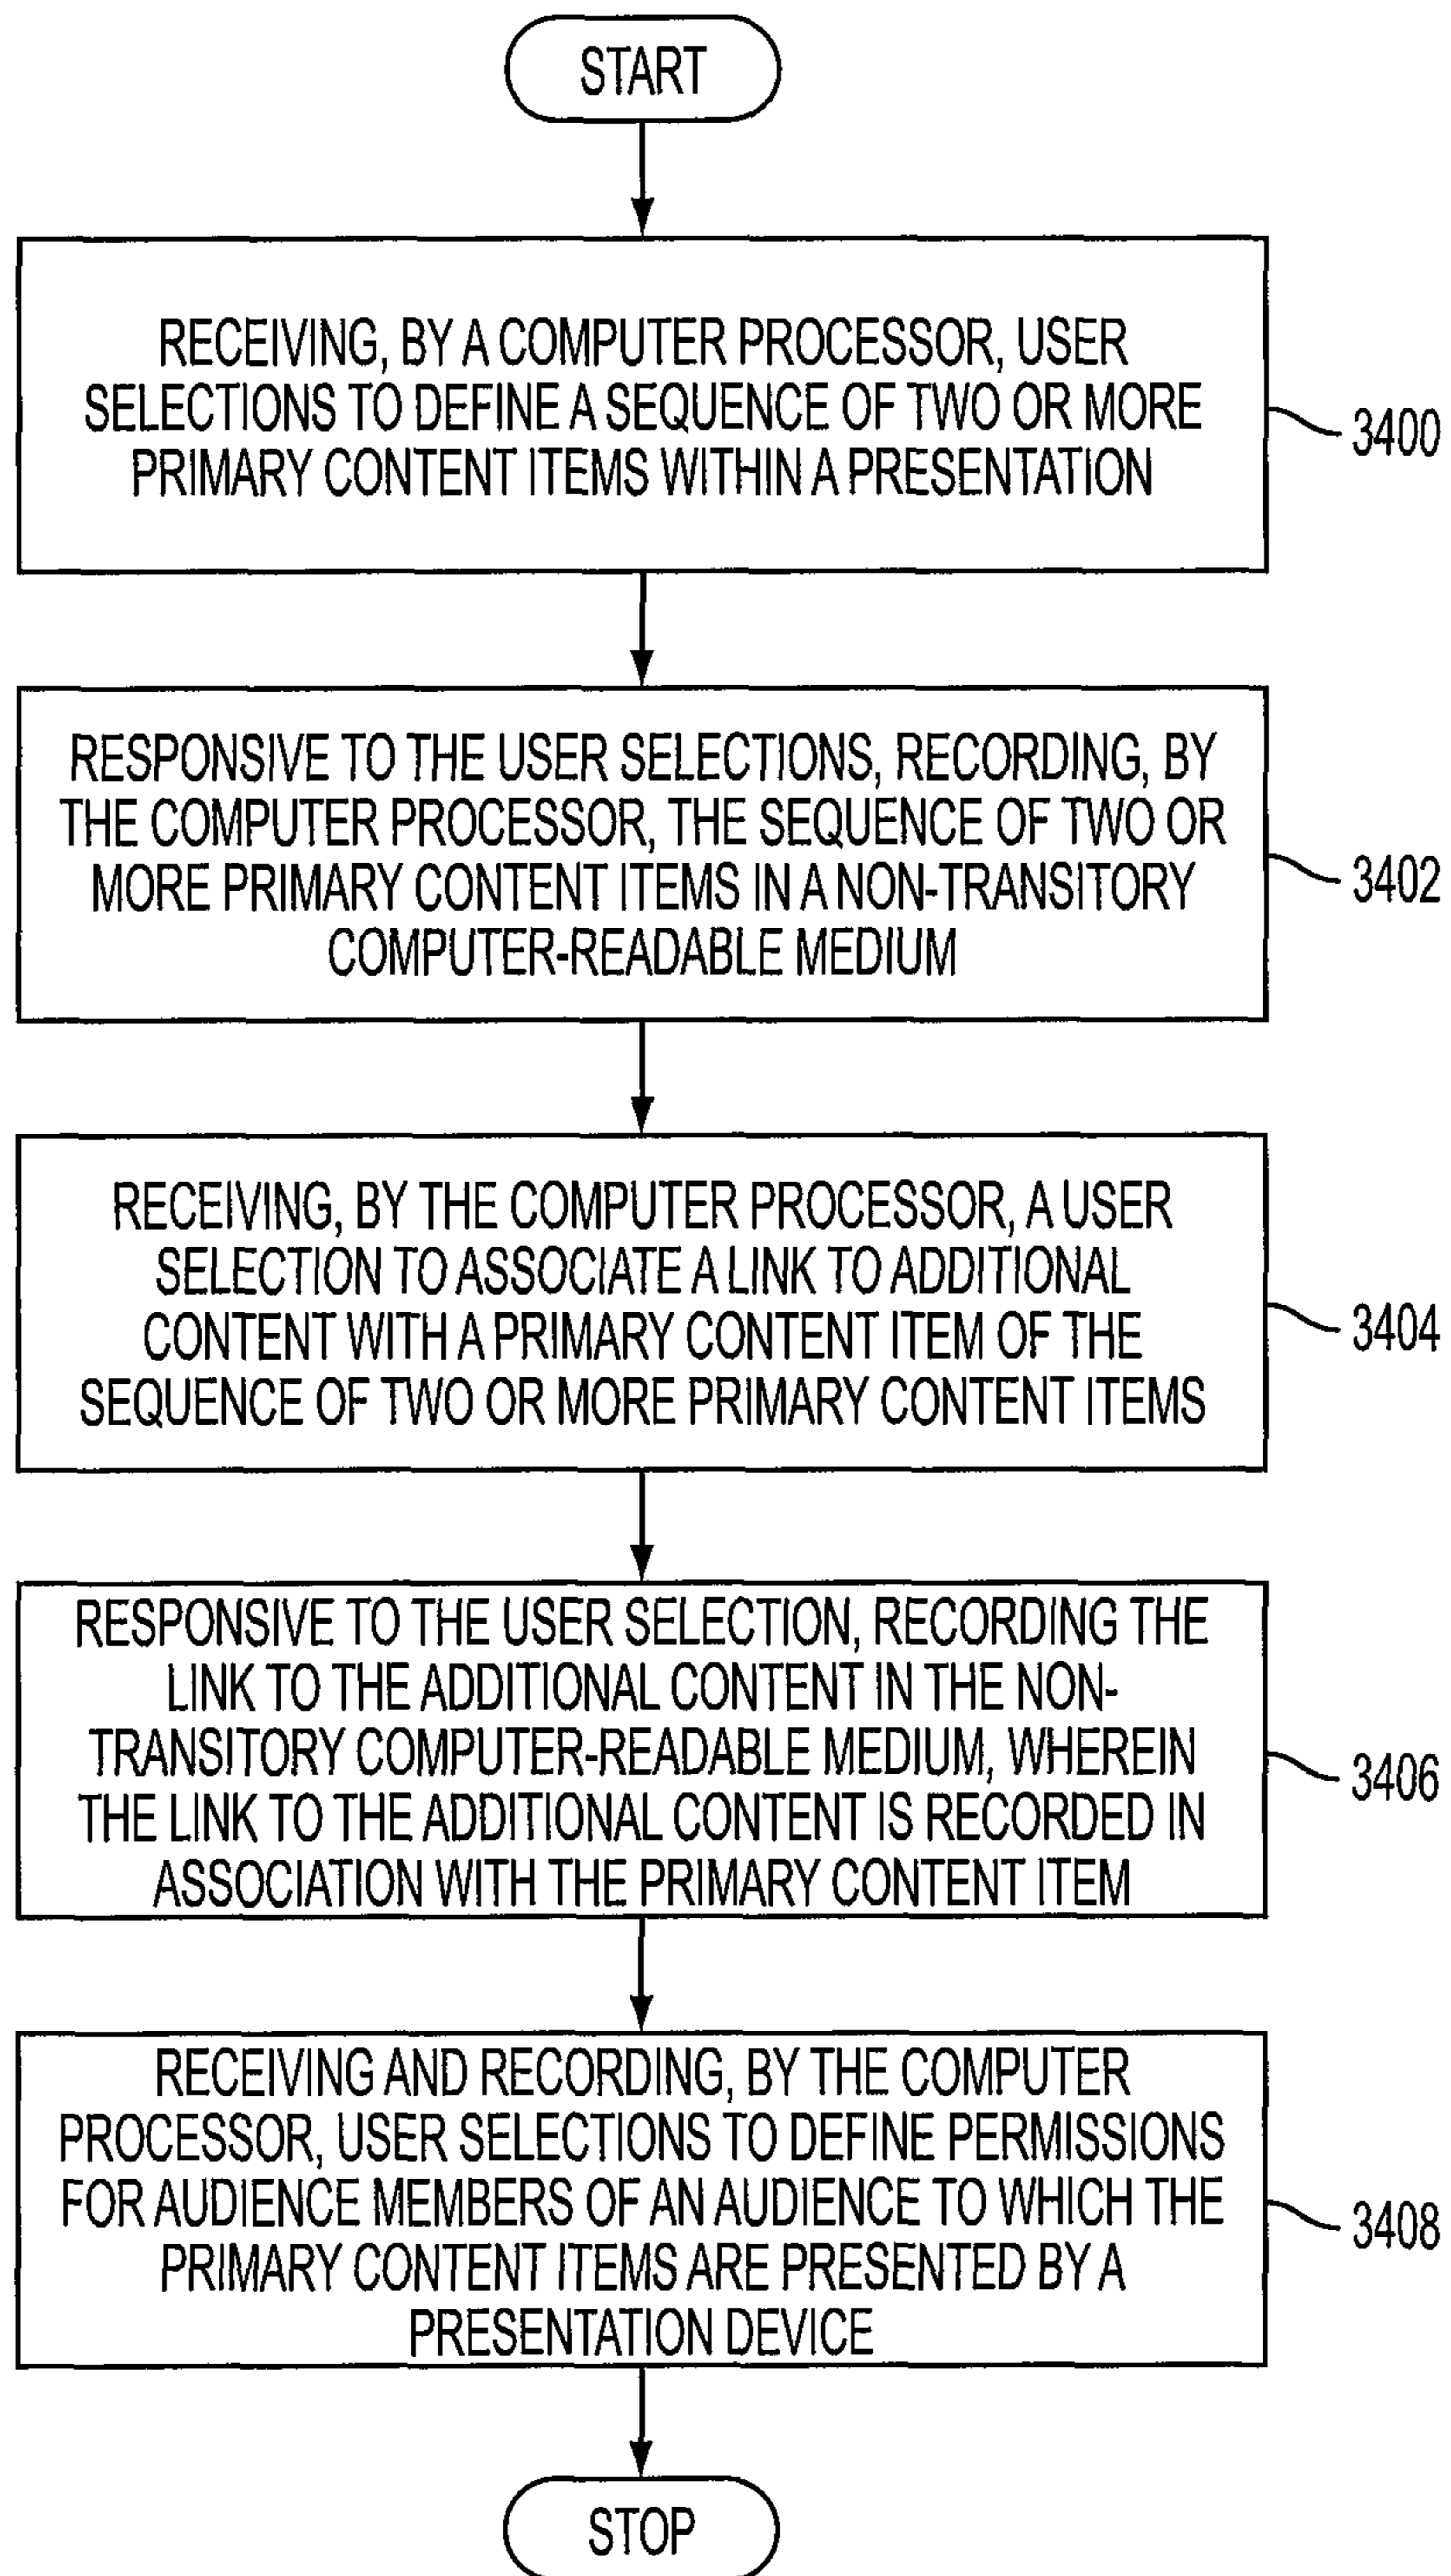 START
RECEIVING, BY A COMPUTER PROCESSOR, USER
SELECTIONS TO DEFINE A SEQUENCE OF TWO OR MORE
PRIMARY CONTENT ITEMS WITHIN A PRESENTATION
3400
RESPONSIVE TO THE USER SELECTIONS, RECORDING, BY
THE COMPUTER PROCESSOR, THE SEQUENCE OF TWO OR
MORE PRIMARY CONTENT ITEMS IN A NON-TRANSITORY
COMPUTER-READABLE MEDIUM
3402
RECEIVING, BY THE COMPUTER PROCESSOR, A USER
SELECTION TO ASSOCIATE A LINK TO ADDITIONAL
CONTENT WITH A PRIMARY CONTENT ITEM OF THE
SEQUENCE OF TWO OR MORE PRIMARY CONTENT ITEMS
3404
RESPONSIVE TO THE USER SELECTION, RECORDING THE
LINK TO THE ADDITIONAL CONTENT IN THE NON-
TRANSITORY COMPUTER-READABLE MEDIUM, WHEREIN
THE LINK TO THE ADDITIONAL CONTENT IS RECORDED IN
ASSOCIATION WITH THE PRIMARY CONTENT ITEM
3406
RECEIVING AND RECORDING, BY THE COMPUTER
PROCESSOR, USER SELECTIONS TO DEFINE PERMISSIONS
FOR AUDIENCE MEMBERS OF AN AUDIENCE TO WHICH THE
PRIMARY CONTENT ITEMS ARE PRESENTED BY A
PRESENTATION DEVICE
3408
STOP